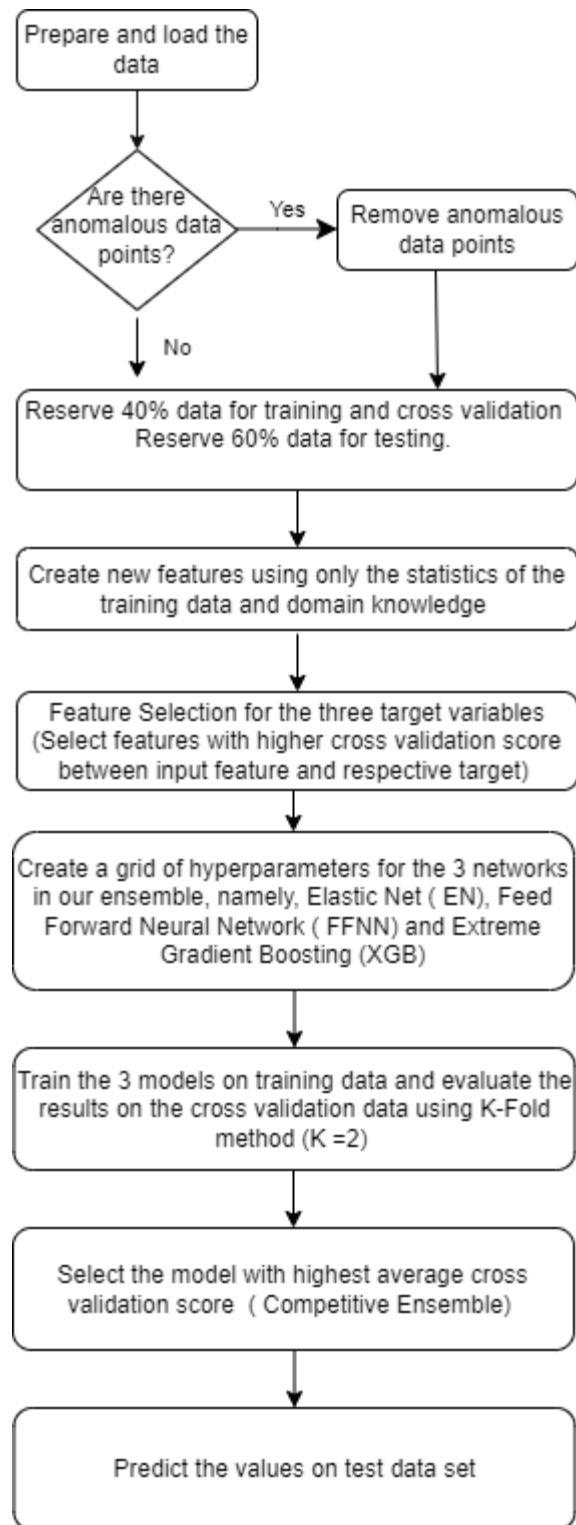 Prepare and load the
data
Are there
anomalous data
points?
Yes
Remove anomalous
data points
No
Reserve 40% data for training and cross validation
Reserve 60% data for testing.
Create new features using only the statistics of the
training data and domain knowledge
Feature Selection for the three target variables
(Select features with higher cross validation score
between input feature and respective target)
Create a grid of hyperparameters for the 3 networks
in our ensemble, namely, Elastic Net ( EN), Feed
Forward Neural Network ( FFNN) and Extreme
Gradient Boosting (XGB)
Train the 3 models on training data and evaluate the
results on the cross validation data using K-Fold
method (K =2)
Select the model with highest average cross
validation score  ( Competitive Ensemble)
Predict the values on test data set